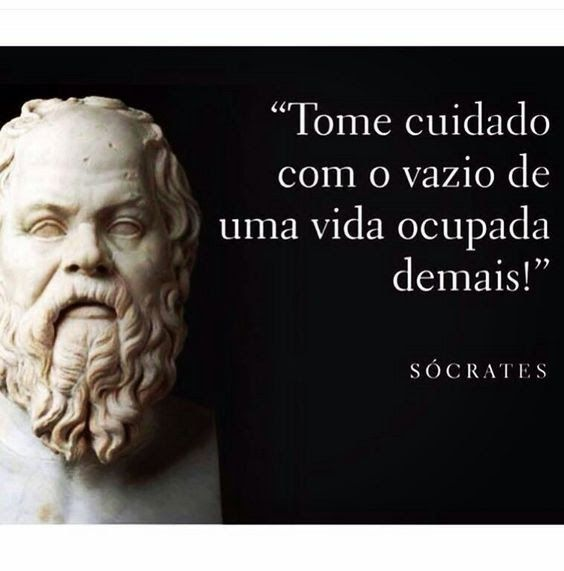 “Tome cuidado
com o vazio de
uma vida ocupada
demais!”
SÓCRATES